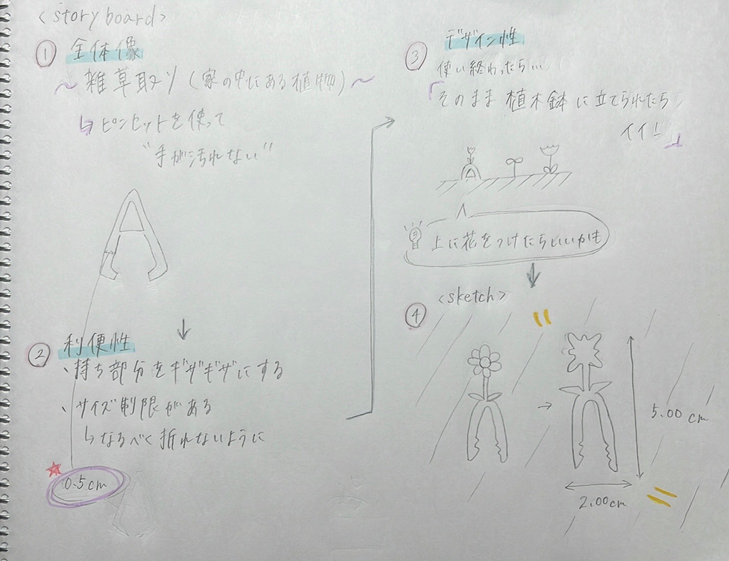 <story board>
① 全体像
〜 雑草取り (家の中にある植物) 〜
↳ ピンセットを使って
"手が汚れない"
② 利便性
・持ち部分をギザギザにする
・サイズ制限がある
↳ なるべく折れないように
0.5cm
③ デザイン性
使い終わったら、、
「そのまま 植木鉢 に立てられたら
イイ！」
上に花をつけたらいいかも
④ <sketch>
5.00 cm
2.00cm